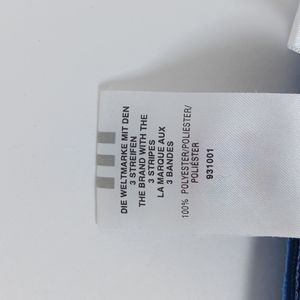 DIE WELTMARKE MIT DEN
3 STREIFEN
THE BRAND WITH THE
3 STRIPES
LA MARQUE AUX
3 BANDES
100% POLYESTER/POLIESTER/
POLIÉSTER
931001